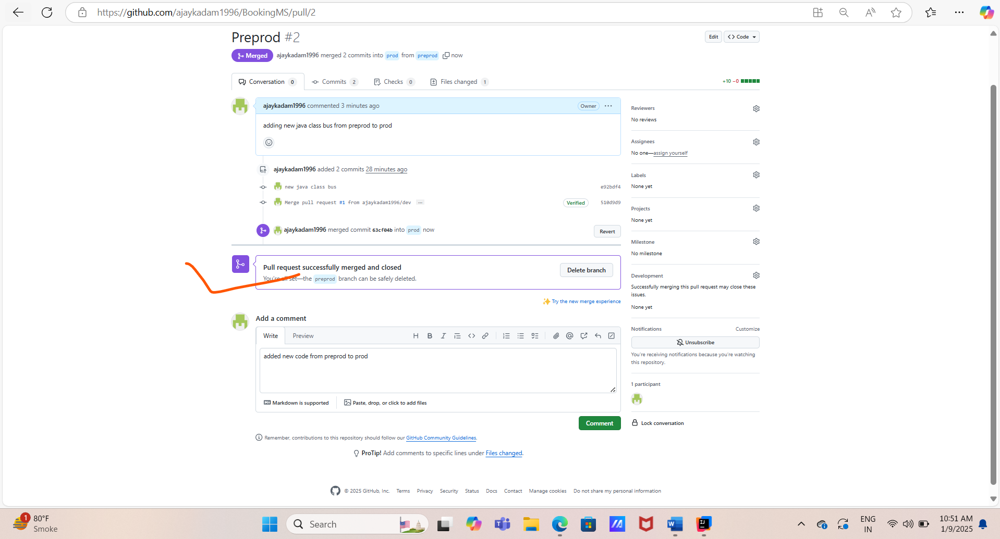 https://github.com/ajaykadam1996/BookingMS/pull/2
Preprod #2
Edit
Code
Merged
ajaykadam1996 merged 2 commits into prod from preprod now
Conversation 0
Commits 2
Checks 0
Files changed 1
+10 −0
ajaykadam1996 commented 3 minutes ago
Owner
adding new java class bus from preprod to prod
ajaykadam1996 added 2 commits 28 minutes ago
new java class bus
e92bdf4
Merge pull request #1 from ajaykadam1996/dev ...
Verified
510d9d9
ajaykadam1996 merged commit 63cf04b into prod now
Revert
Pull request successfully merged and closed
You're all set—the preprod branch can be safely deleted.
Delete branch
Try the new merge experience
Add a comment
Write
Preview
added new code from preprod to prod
Markdown is supported
Paste, drop, or click to add files
Comment
Remember, contributions to this repository should follow our GitHub Community Guidelines.
ProTip! Add comments to specific lines under Files changed.
Reviewers
No reviews
Assignees
No one—assign yourself
Labels
None yet
Projects
None yet
Milestone
No milestone
Development
Successfully merging this pull request may close these
issues.
None yet
Notifications
Customize
Unsubscribe
You're receiving notifications because you're watching
this repository.
1 participant
Lock conversation
© 2025 GitHub, Inc.
Terms
Privacy
Security
Status
Docs
Contact
Manage cookies
Do not share my personal information
1
80°F
Smoke
Search
ENG
IN
10:51 AM
1/9/2025